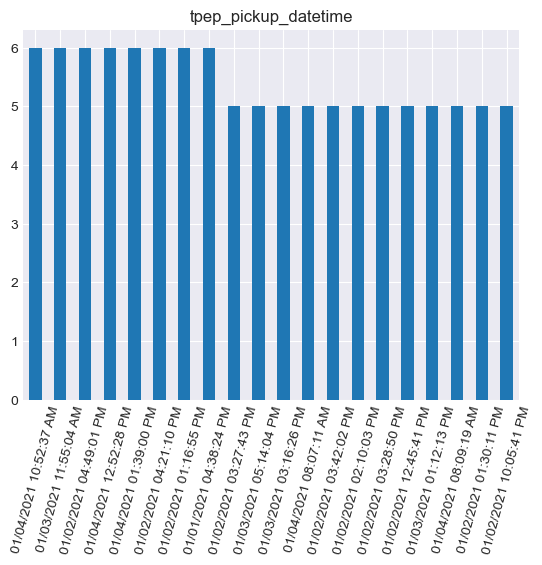 tpep_pickup_datetime
6
5
4
3
2
1
0
01/04/2021 10:52:37 AM
01/03/2021 11:55:04 AM
01/02/2021 04:49:01 PM
01/04/2021 12:52:28 PM
01/04/2021 01:39:00 PM
01/02/2021 04:21:10 PM
01/02/2021 01:16:55 PM
01/01/2021 04:38:24 PM
01/02/2021 03:27:43 PM
01/03/2021 05:14:04 PM
01/03/2021 03:16:26 PM
01/04/2021 08:07:11 AM
01/02/2021 03:42:02 PM
01/02/2021 02:10:03 PM
01/02/2021 03:28:50 PM
01/02/2021 12:45:41 PM
01/03/2021 01:12:13 PM
01/04/2021 08:09:19 AM
01/02/2021 01:30:11 PM
01/02/2021 10:05:41 PM